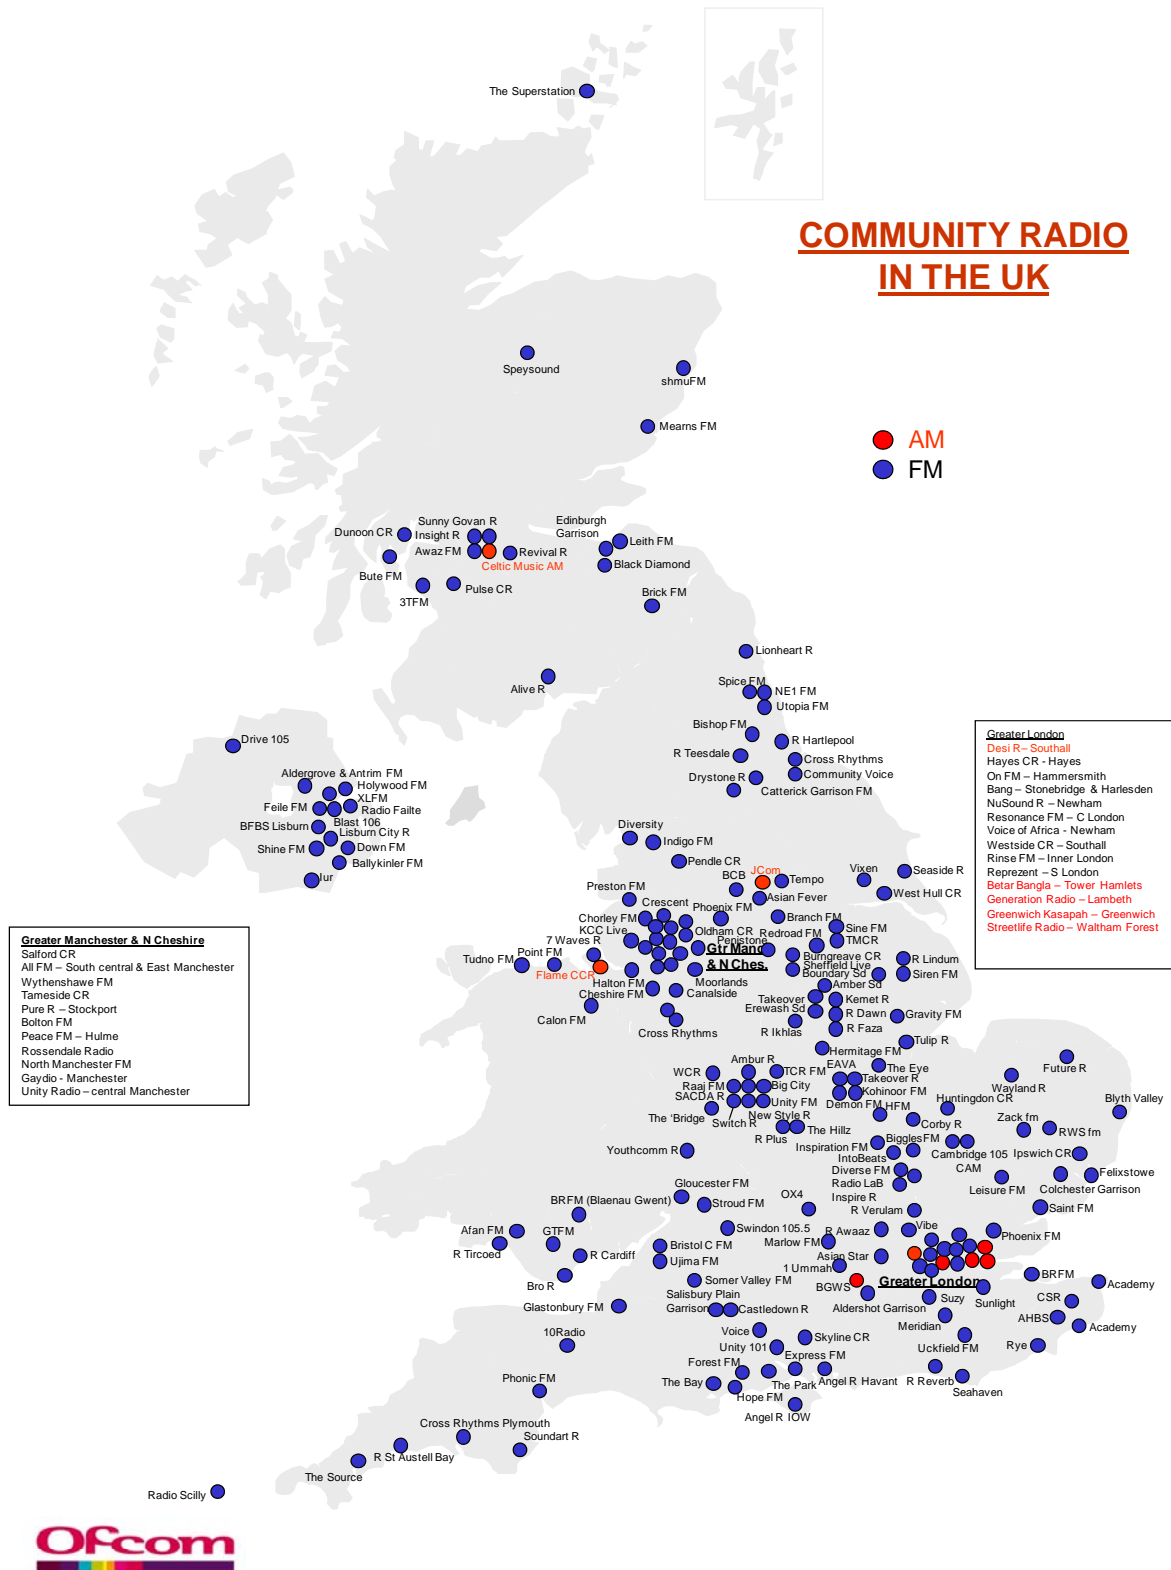 The Superstation
COMMUNITY RADIO
IN THE UK
Speysound
shmuFM
Mearns FM
AM
FM
Dunoon CR
Sunny Govan R
Insight R
Awaz FM
Celtic Music AM
Revival R
Bute FM
3TFM
Pulse CR
Edinburgh
Garrison
Leith FM
Black Diamond
Brick FM
Lionheart R
Alive R
Spice FM
NE1 FM
Utopia FM
Bishop FM
R Hartlepool
R Teesdale
Cross Rhythms
Community Voice
Drystone R
Catterick Garrison FM
Drive 105
Aldergrove & Antrim FM
Holywood FM
XLFM
Feile FM
Radio Failte
Blast 106
BFBS Lisburn
Lisburn City R
Shine FM
Down FM
Ballykinler FM
Iur
Greater London
Desi R– Southall
Hayes CR - Hayes
On FM – Hammersmith
Bang – Stonebridge & Harlesden
NuSound R – Newham
Resonance FM – C London
Voice of Africa - Newham
Westside CR – Southall
Rinse FM – Inner London
Reprezent – S London
Betar Bangla – Tower Hamlets
Generation Radio – Lambeth
Greenwich Kasapah – Greenwich
Streetlife Radio – Waltham Forest
Diversity
Indigo FM
Pendle CR
JCom
BCB
Tempo
Asian Fever
Vixen
Seaside R
West Hull CR
Preston FM
Crescent
Phoenix FM
Chorley FM
KCC Live
Oldham CR
Branch FM
Sine FM
Redroad FM
TMCR
Penistone
Gtr Manc
& N Ches.
Burngreave CR
Sheffield Live
Boundary Sd
R Lindum
Siren FM
7 Waves R
Point FM
Tudno FM
Flame CCR
Halton FM
Cheshire FM
Moorlands
Canalside
Calon FM
Cross Rhythms
Amber Sd
Takeover
Kemet R
Erewash Sd
R Dawn
R Ikhlas
R Faza
Gravity FM
Tulip R
Hermitage FM
Greater Manchester & N Cheshire
Salford CR
All FM – South central & East Manchester
Wythenshawe FM
Tameside CR
Pure R – Stockport
Bolton FM
Peace FM – Hulme
Rossendale Radio
North Manchester FM
Gaydio - Manchester
Unity Radio – central Manchester
Ambur R
WCR
TCR FM
Raaj FM
Big City
SACDA R
Unity FM
The 'Bridge
New Style R
Switch R
R Plus
The Hillz
EAVA
The Eye
Takeover R
Kohinoor FM
Demon FM
HFM
Corby R
Future R
Wayland R
Huntingdon CR
Blyth Valley
Zack fm
RWS fm
Youthcomm R
Inspiration FM
BigglesFM
IntoBeats
Cambridge 105
CAM
Ipswich CR
Diverse FM
Radio LaB
Leisure FM
Felixstowe
Colchester Garrison
Inspire R
Saint FM
Gloucester FM
Stroud FM
BRFM (Blaenau Gwent)
OX4
R Verulam
Afan FM
GTFM
R Tircoed
R Cardiff
Bro R
Swindon 105.5
Bristol C FM
Ujima FM
Marlow FM
R Awaaz
Vibe
Phoenix FM
Asian Star
1 Ummah
BGWS
Greater London
Somer Valley FM
Salisbury Plain
Garrison
Castledown R
Glastonbury FM
Aldershot Garrison
Suzy
Sunlight
BRFM
Academy
CSR
AHBS
Academy
Meridian
10Radio
Voice
Unity 101
Skyline CR
Uckfield FM
Rye
Express FM
Forest FM
The Bay
The Park
Angel R Havant
R Reverb
Seahaven
Hope FM
Angel R IOW
Phonic FM
Cross Rhythms Plymouth
Soundart R
R St Austell Bay
The Source
Radio Scilly
Ofcom